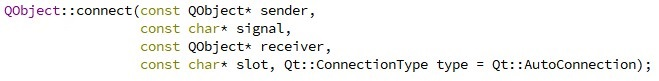 QObject::connect(const QObject* sender,
const char* signal,
const QObject* receiver,
const char* slot, Qt::ConnectionType type = Qt::AutoConnection);